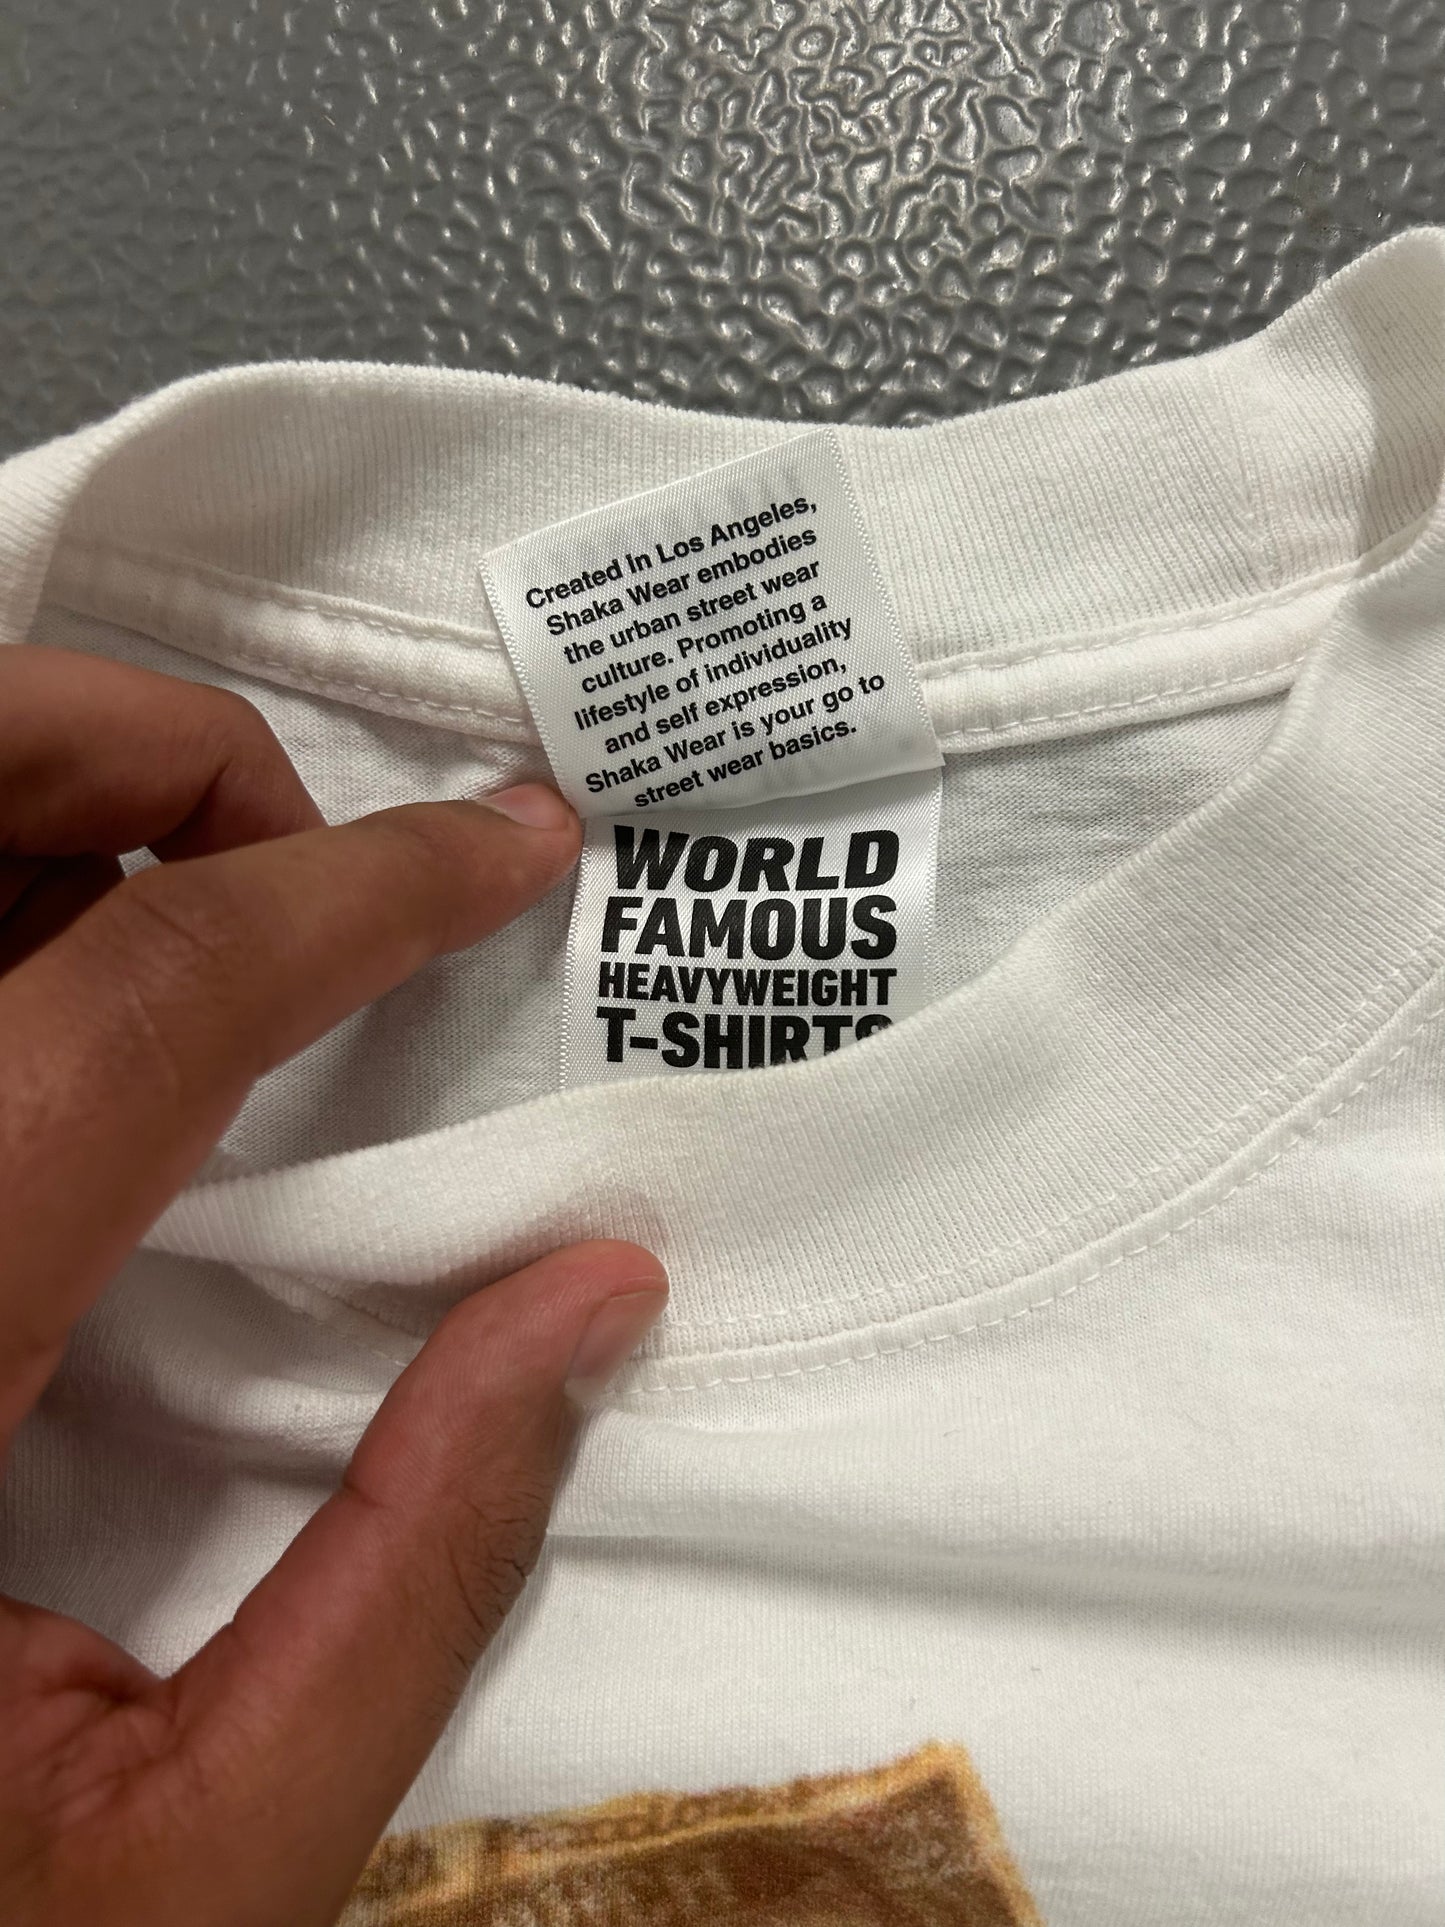 Created in Los Angeles,
Shaka Wear embodies
the urban street wear
culture. Promoting a
lifestyle of individuality
and self expression,
Shaka Wear is your go to
street wear basics.
WORLD
FAMOUS
HEAVYWEIGHT
T-SHIRTS